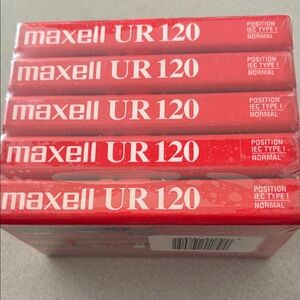 maxell UR 120
POSITION
IEC TYPE I
NORMAL
maxell UR 120
POSITION
IEC TYPE I
NORMAL
maxell UR 120
POSITION
IEC TYPE I
NORMAL
maxell UR 120
POSITION
IEC TYPE I
NORMAL
maxell UR 120
POSITION
IEC TYPE I
NORMAL